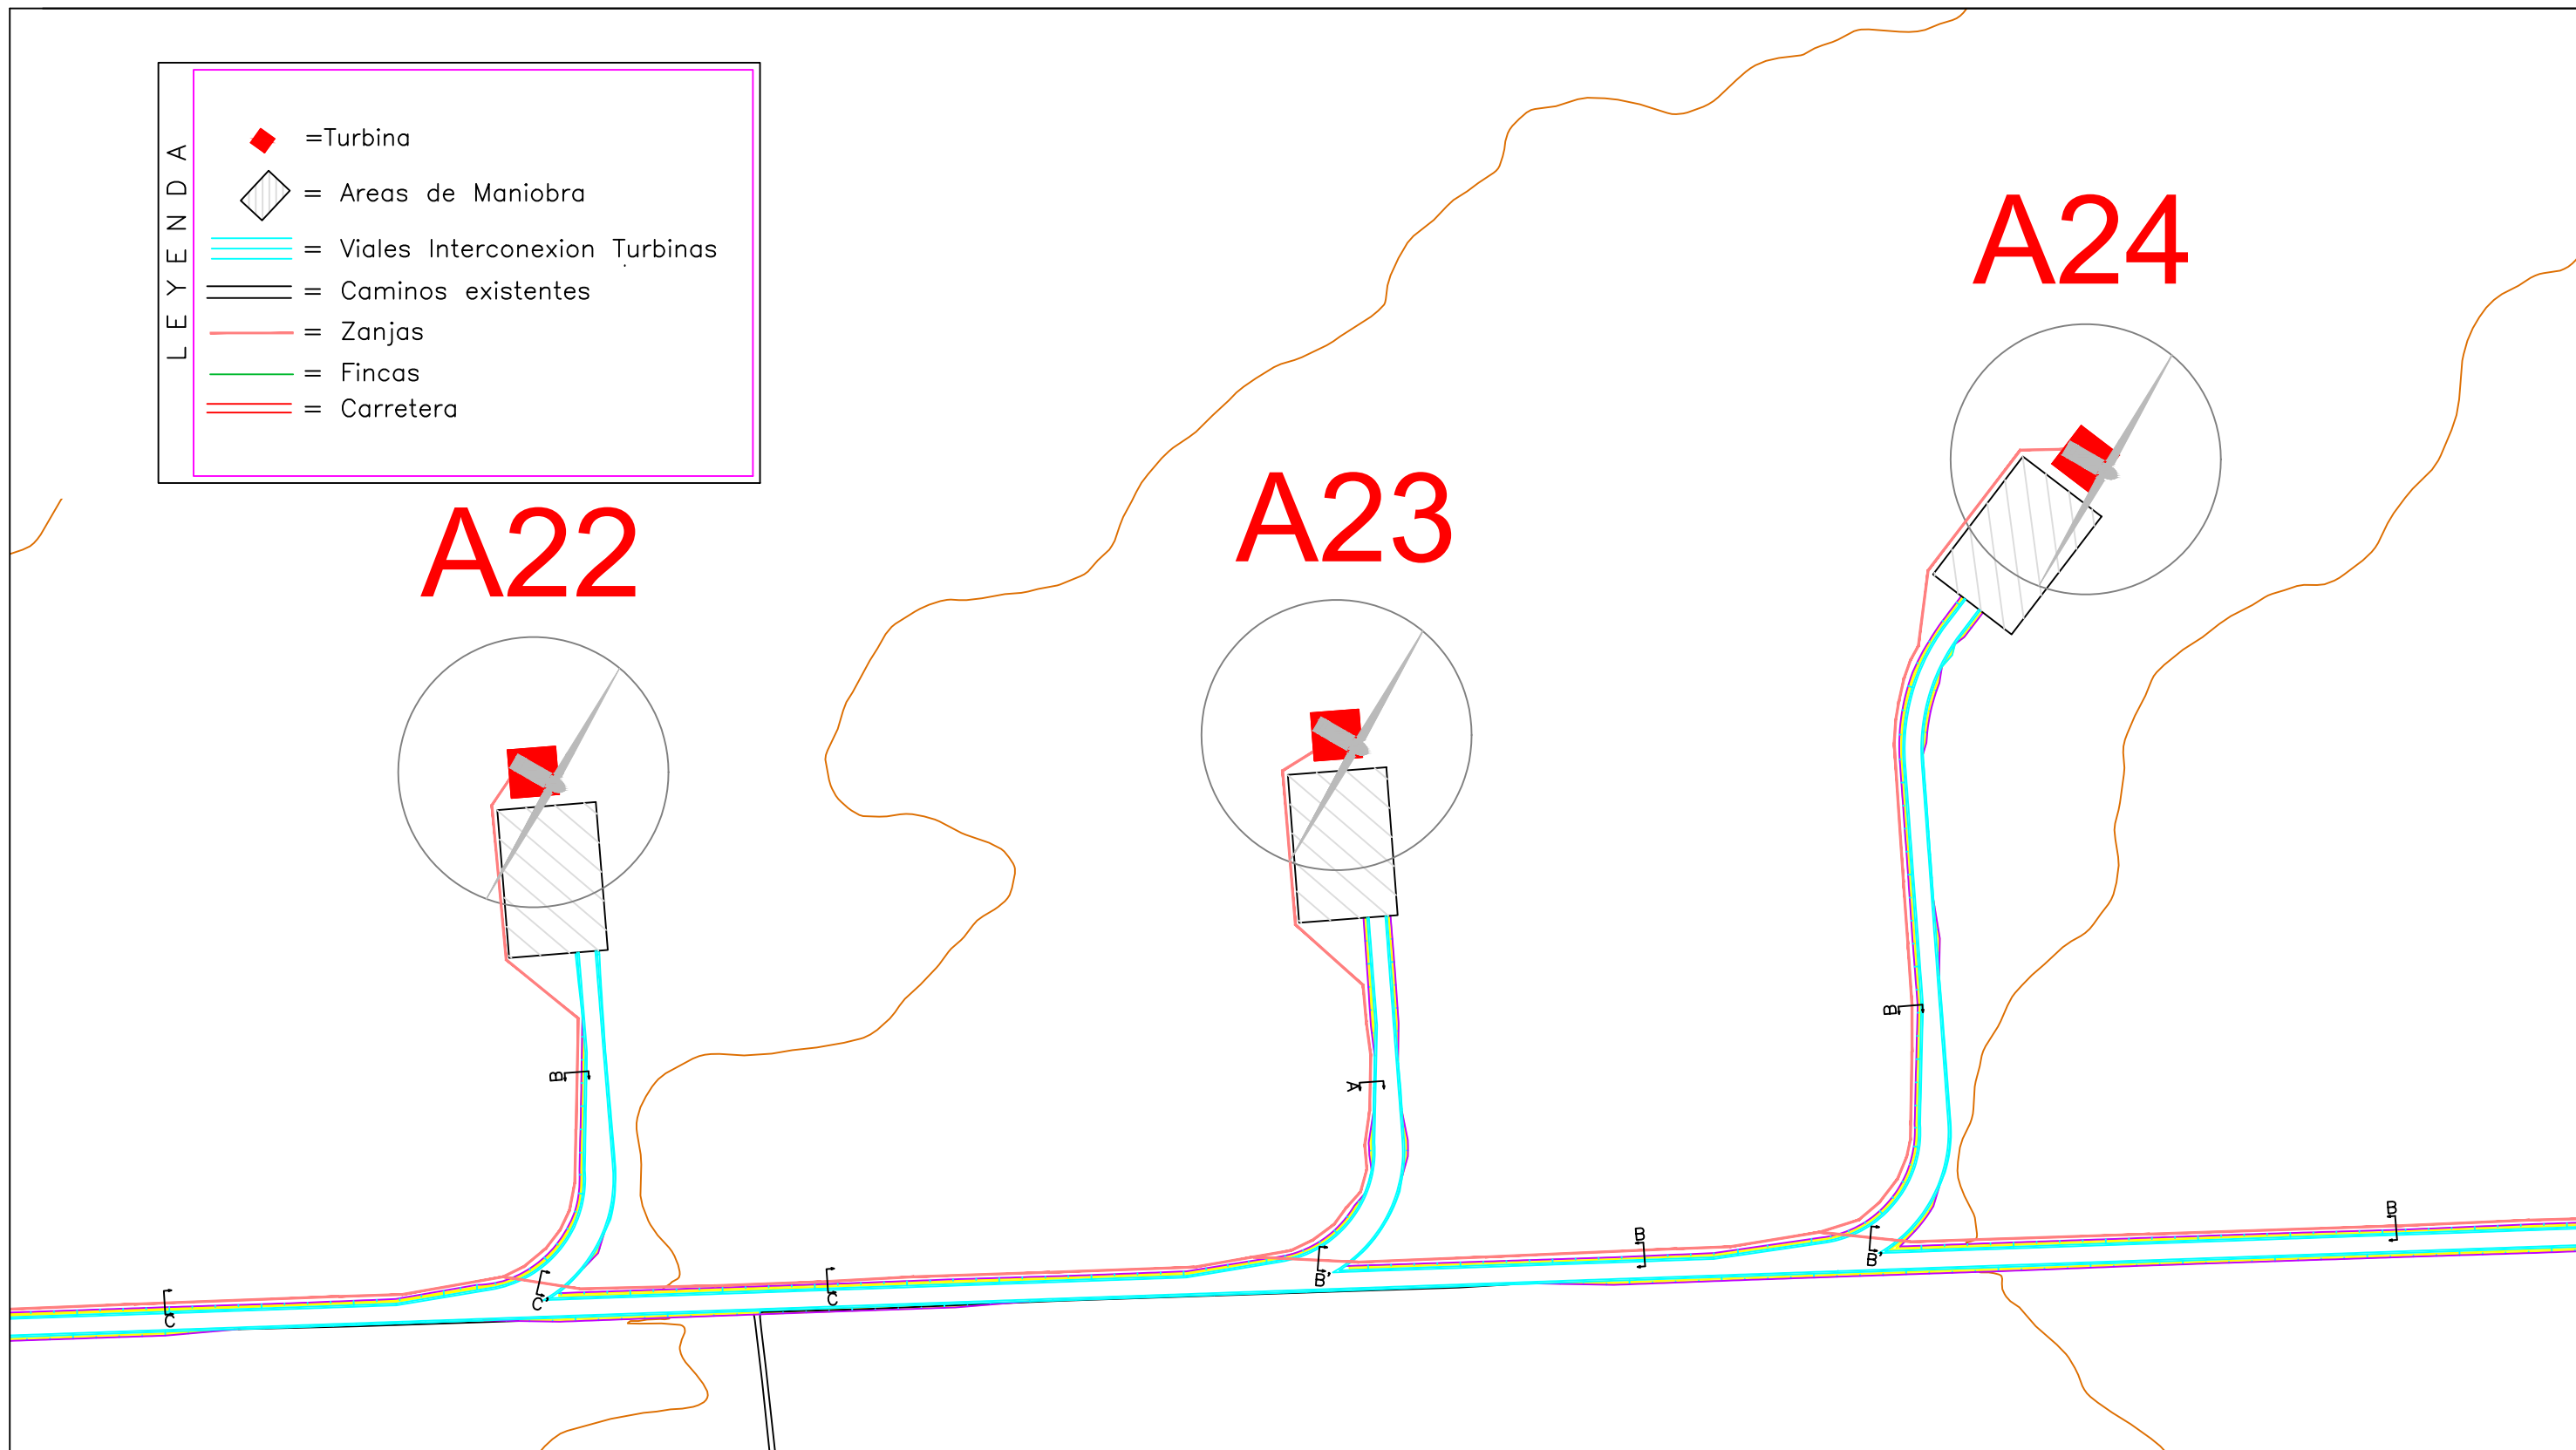 LEYENDA
=Turbina
= Areas de Maniobra
= Viales Interconexion Turbinas
= Caminos existentes
= Zanjas
= Fincas
= Carretera
A24
A23
A22
B
B
A
B
B
B'
B'
C'
C
C